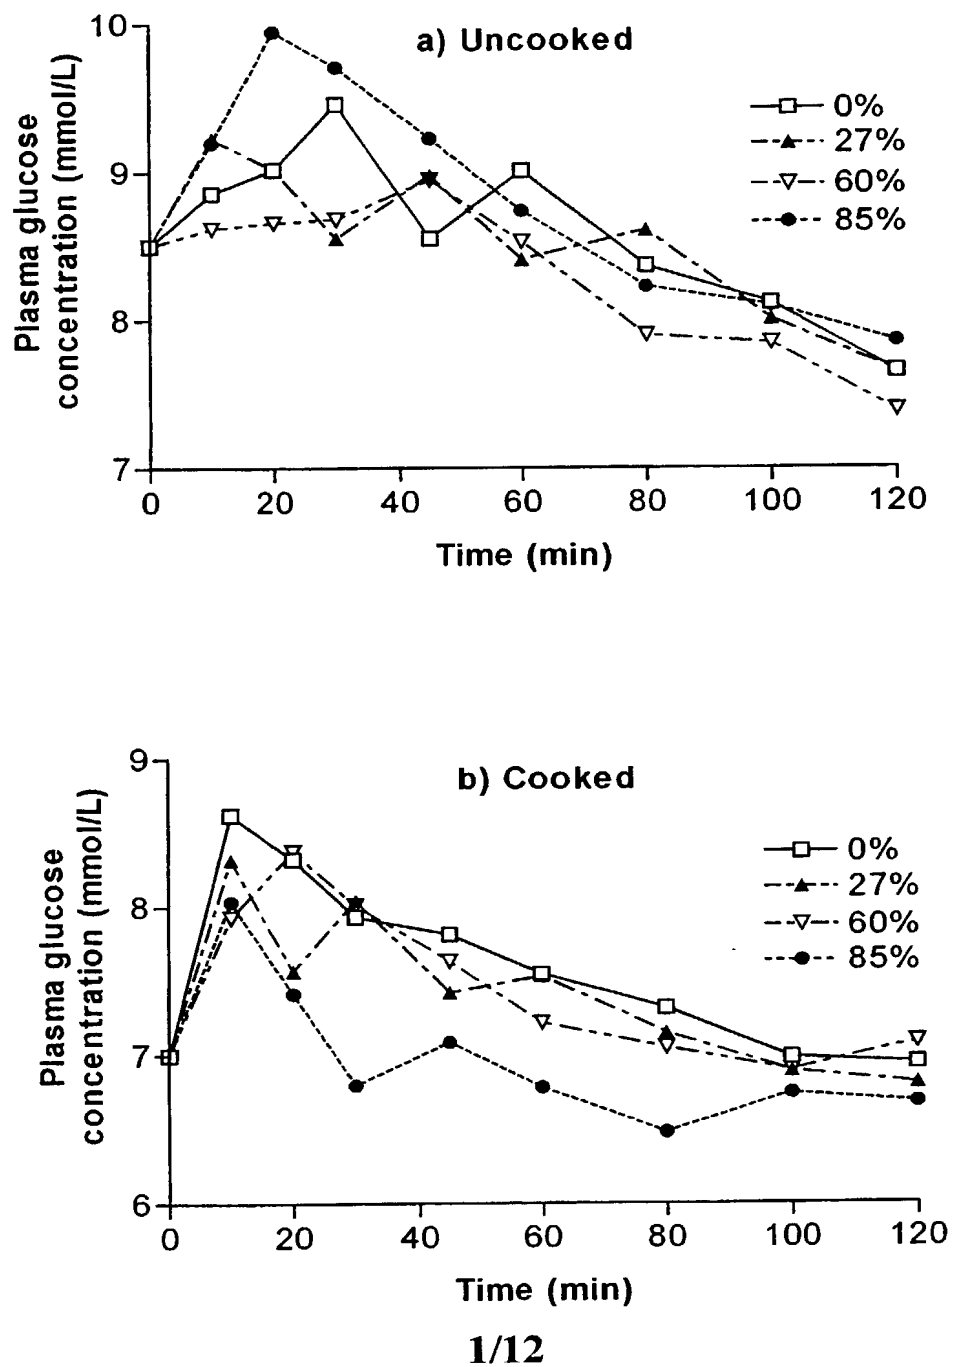 a) Uncooked
10
9
8
7
Plasma glucose
concentration (mmol/L)
0%
27%
60%
85%
0 20 40 60 80 100 120
Time (min)
b) Cooked
9
8
7
6
Plasma glucose
concentration (mmol/L)
0%
27%
60%
85%
0 20 40 60 80 100 120
Time (min)
1/12